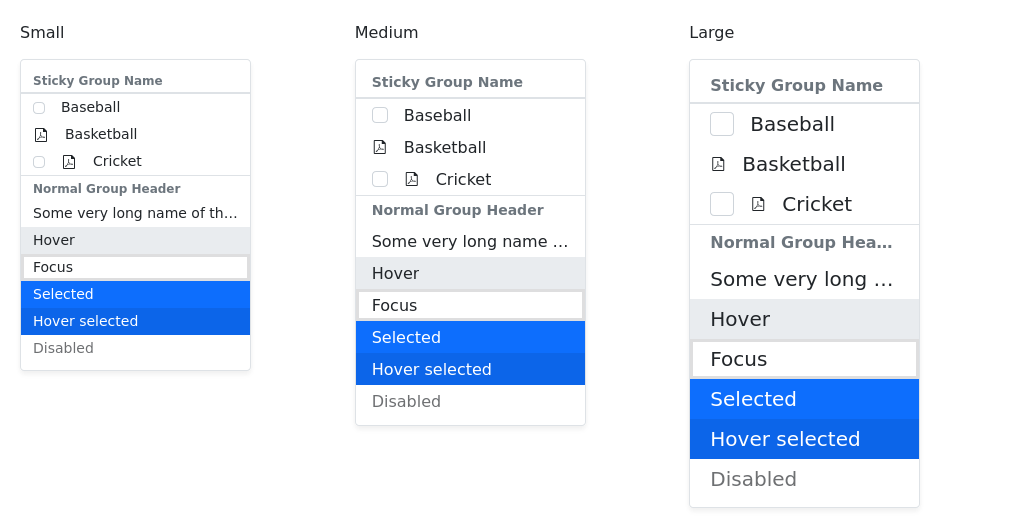 Small
Sticky Group Name
Baseball
Basketball
Cricket
Normal Group Header
Some very long name of th...
Hover
Focus
Selected
Hover selected
Disabled
Medium
Sticky Group Name
Baseball
Basketball
Cricket
Normal Group Header
Some very long name ...
Hover
Focus
Selected
Hover selected
Disabled
Large
Sticky Group Name
Baseball
Basketball
Cricket
Normal Group Hea...
Some very long ...
Hover
Focus
Selected
Hover selected
Disabled